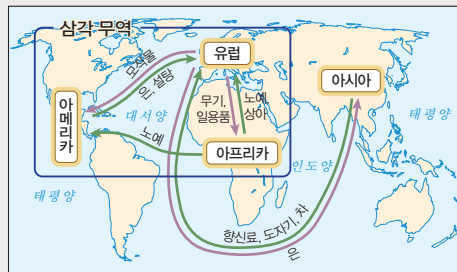 삼각 무역
유럽
아시아
아메리카
모직물
은, 설탕
대서양
무기,
일용품
노예,
상아
노예
아프리카
인도양
태평양
태평양
향신료, 도자기, 차
은